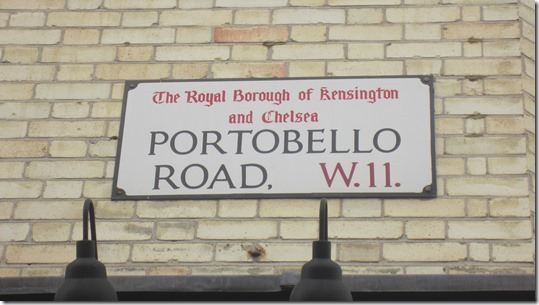 The Royal Borough of Kensington
and Chelsea
PORTOBELLO
ROAD, W.11.